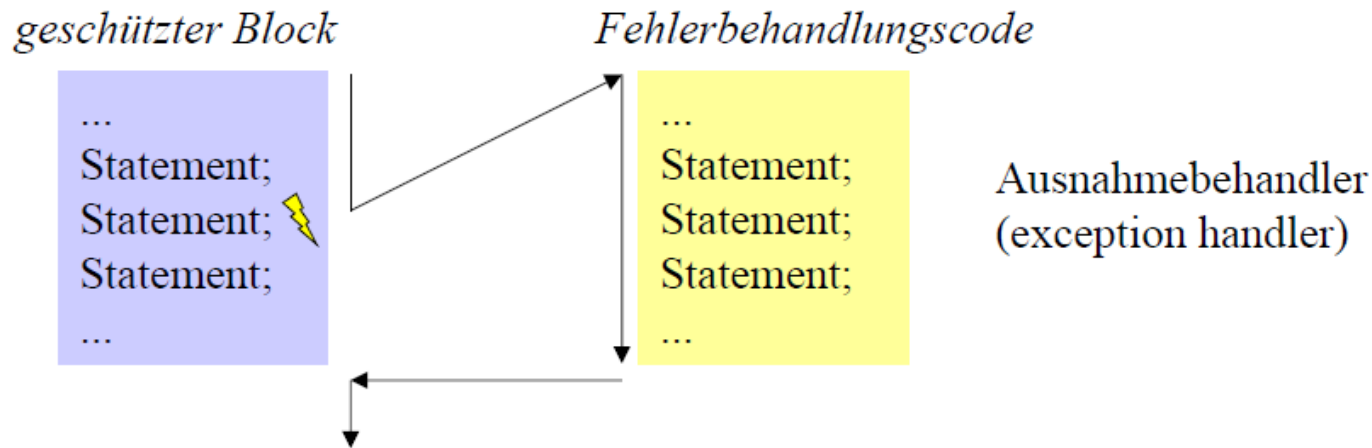 geschützter Block
Fehlerbehandlungscode
...
Statement;
Statement;
Statement;
...
...
Statement;
Statement;
Statement;
...
Ausnahmebehandler
(exception handler)